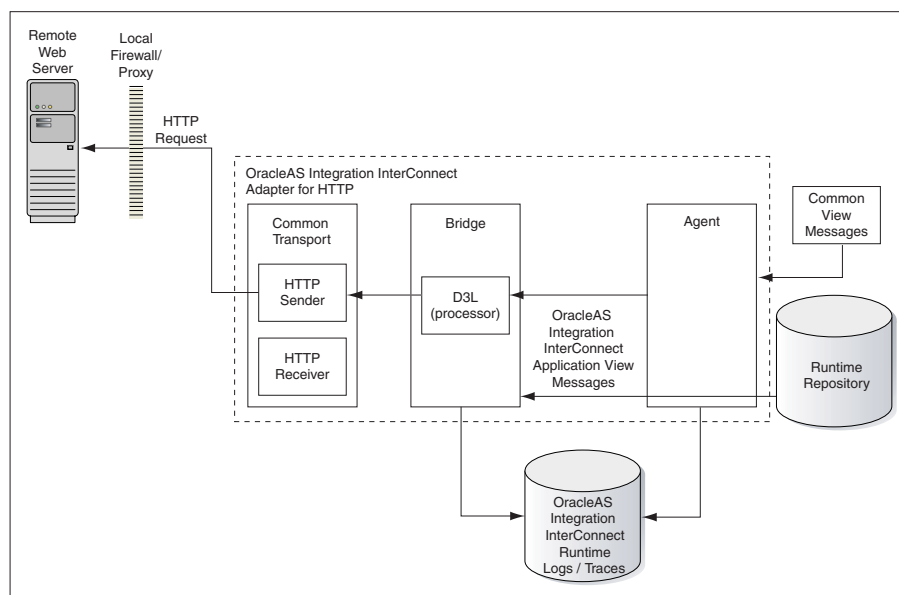 Remote
Web
Server
Local
Firewall/
Proxy
HTTP
Request
OracleAS Integration InterConnect
Adapter for HTTP
Common
Transport
HTTP
Sender
HTTP
Receiver
Bridge
D3L
(processor)
OracleAS
Integration
InterConnect
Application View
Messages
Agent
Common
View
Messages
Runtime
Repository
OracleAS
Integration
InterConnect
Runtime
Logs / Traces